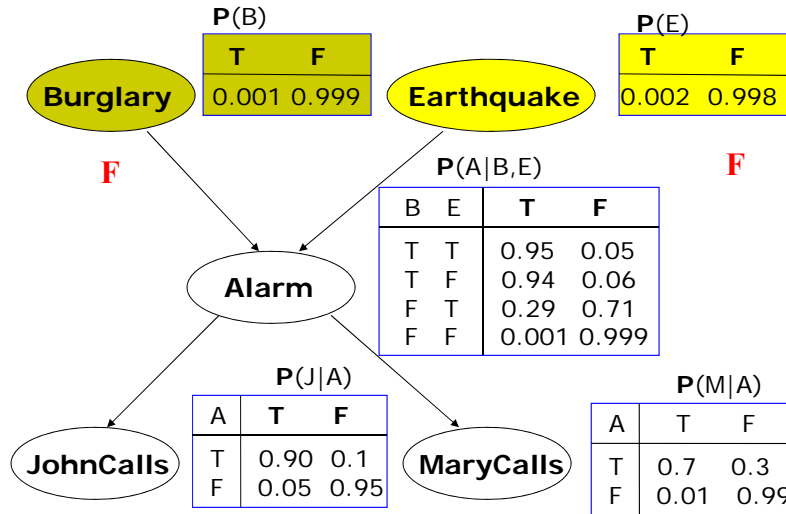 P(B)
T F
0.001 0.999
Burglary
P(E)
T F
0.002 0.998
Earthquake
F
F
P(A|B,E)
B E T F
T T 0.95 0.05
T F 0.94 0.06
F T 0.29 0.71
F F 0.001 0.999
Alarm
P(J|A)
A T F
T 0.90 0.1
F 0.05 0.95
JohnCalls
P(M|A)
A T F
T 0.7 0.3
F 0.01 0.99
MaryCalls